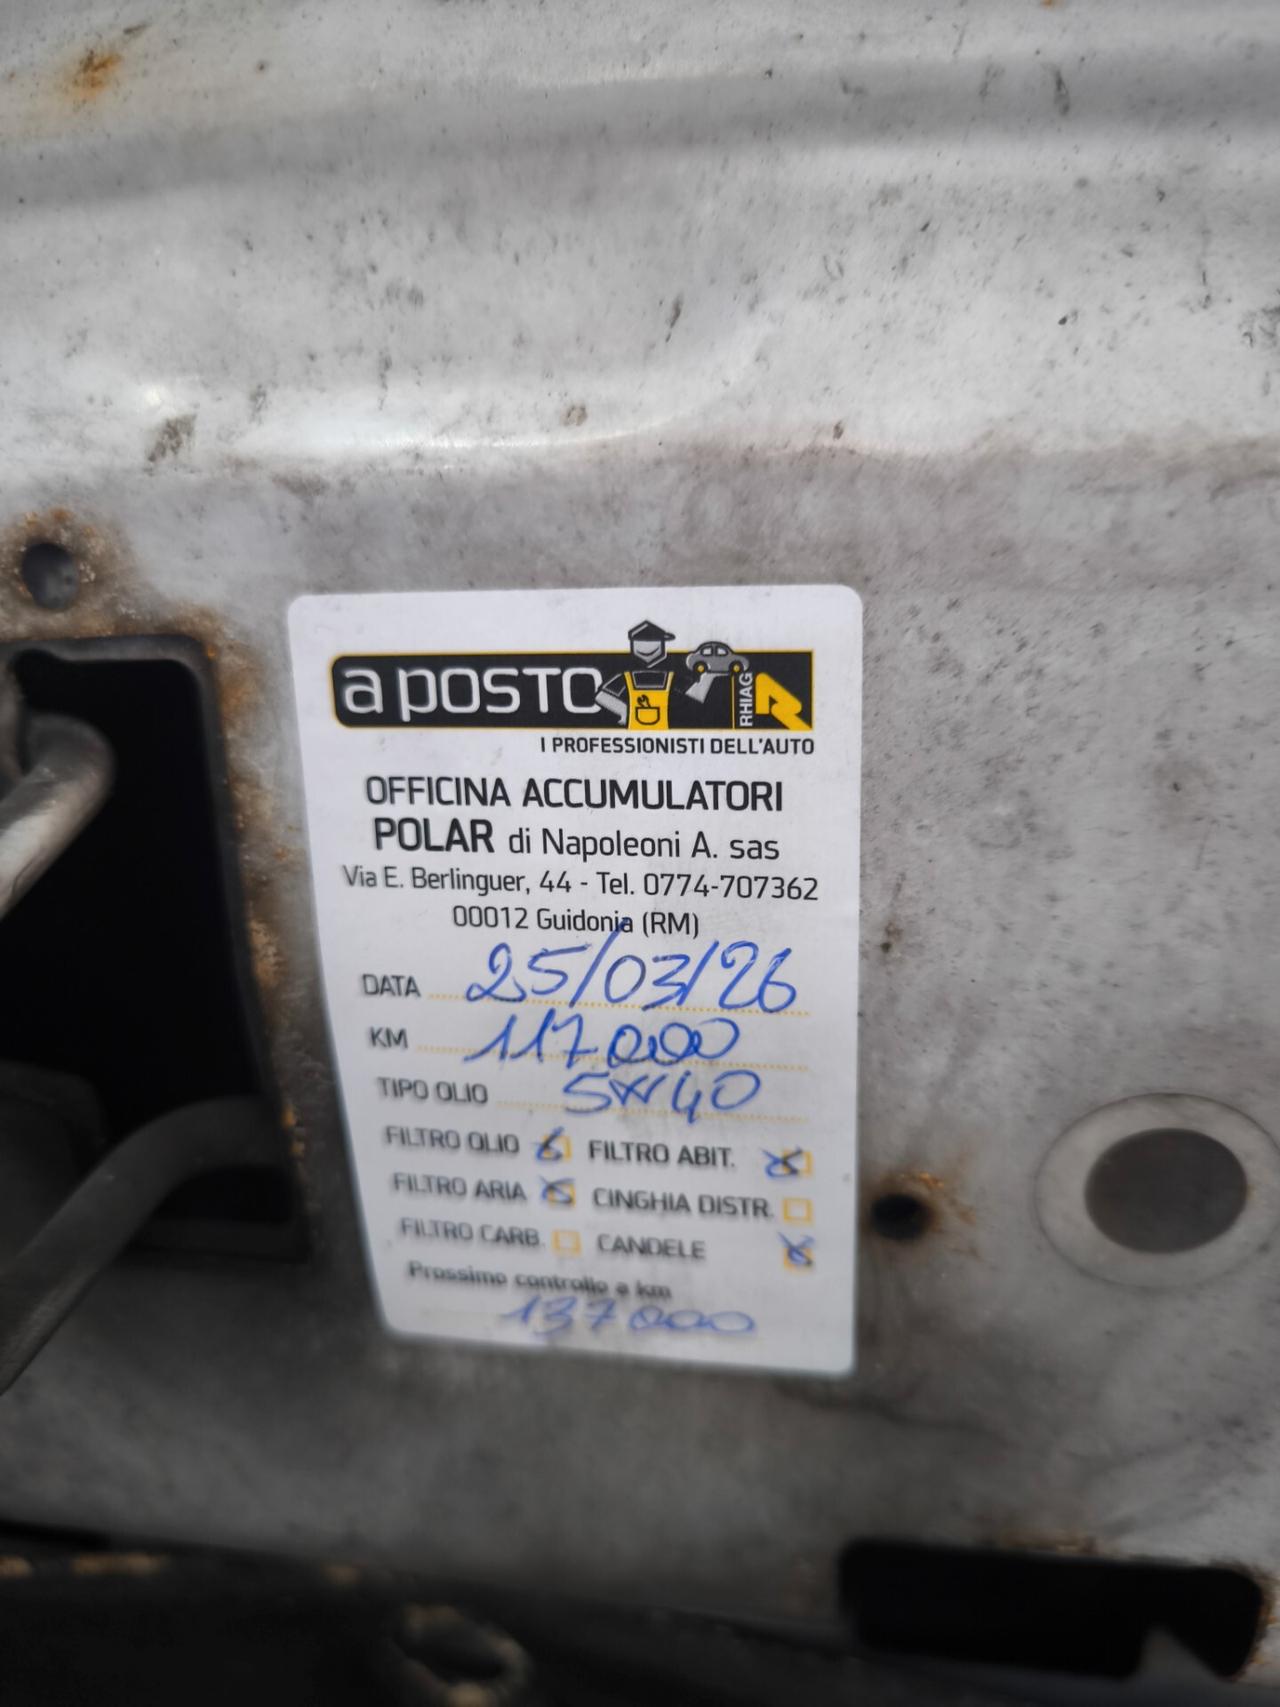 a posto
RHIAG
I PROFESSIONISTI DELL'AUTO
OFFICINA ACCUMULATORI
POLAR di Napoleoni A. sas
Via E. Berlinguer, 44 - Tel. 0774-707362
00012 Guidonia (RM)
DATA 25/03/26
KM 117000
TIPO OLIO 5W40
FILTRO OLIO FILTRO ABIT.
FILTRO ARIA CINGHIA DISTR.
FILTRO CARB. CANDELE
Prossimo controllo a km
137000